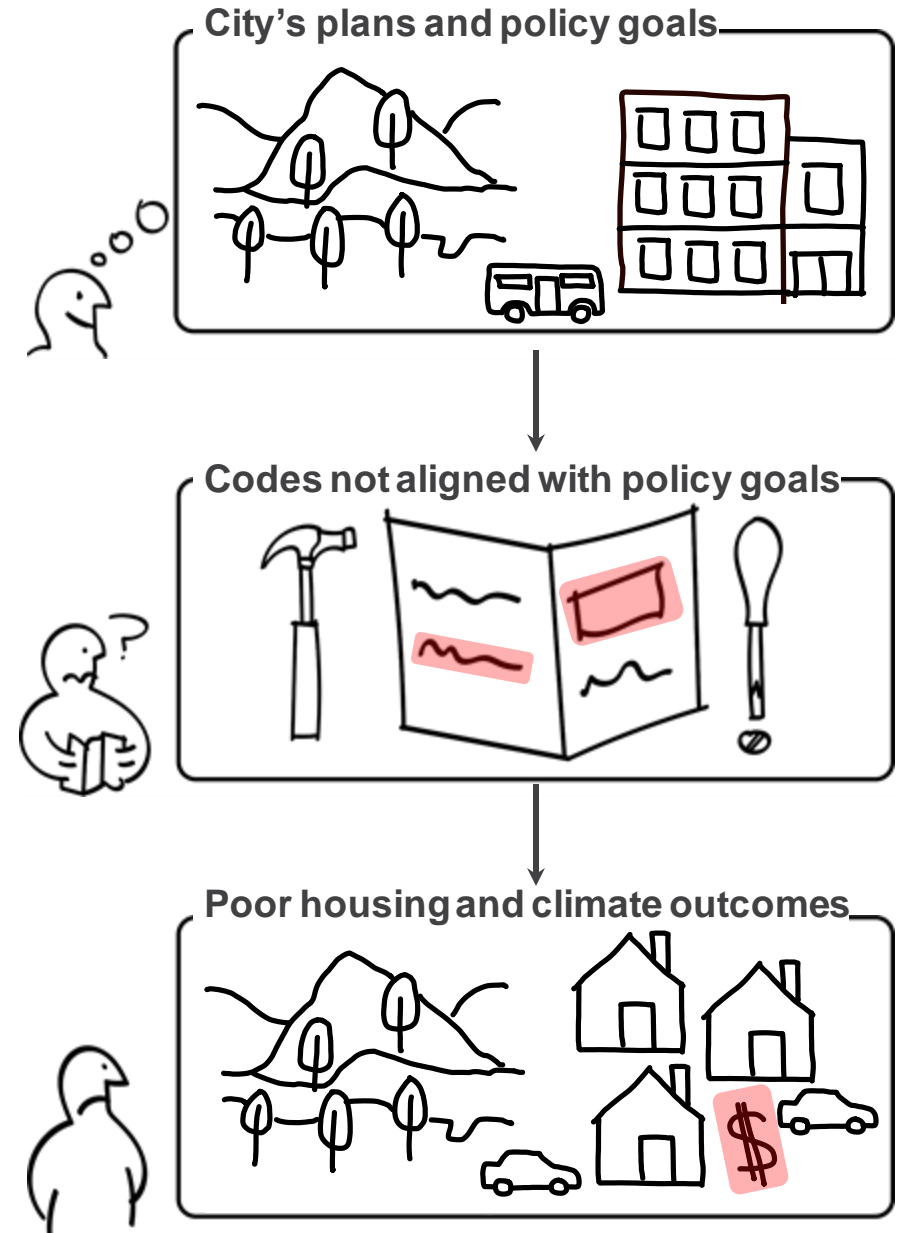 City’s plans and policy goals
?
Codes not aligned with policy goals
Poor housing and climate outcomes
$